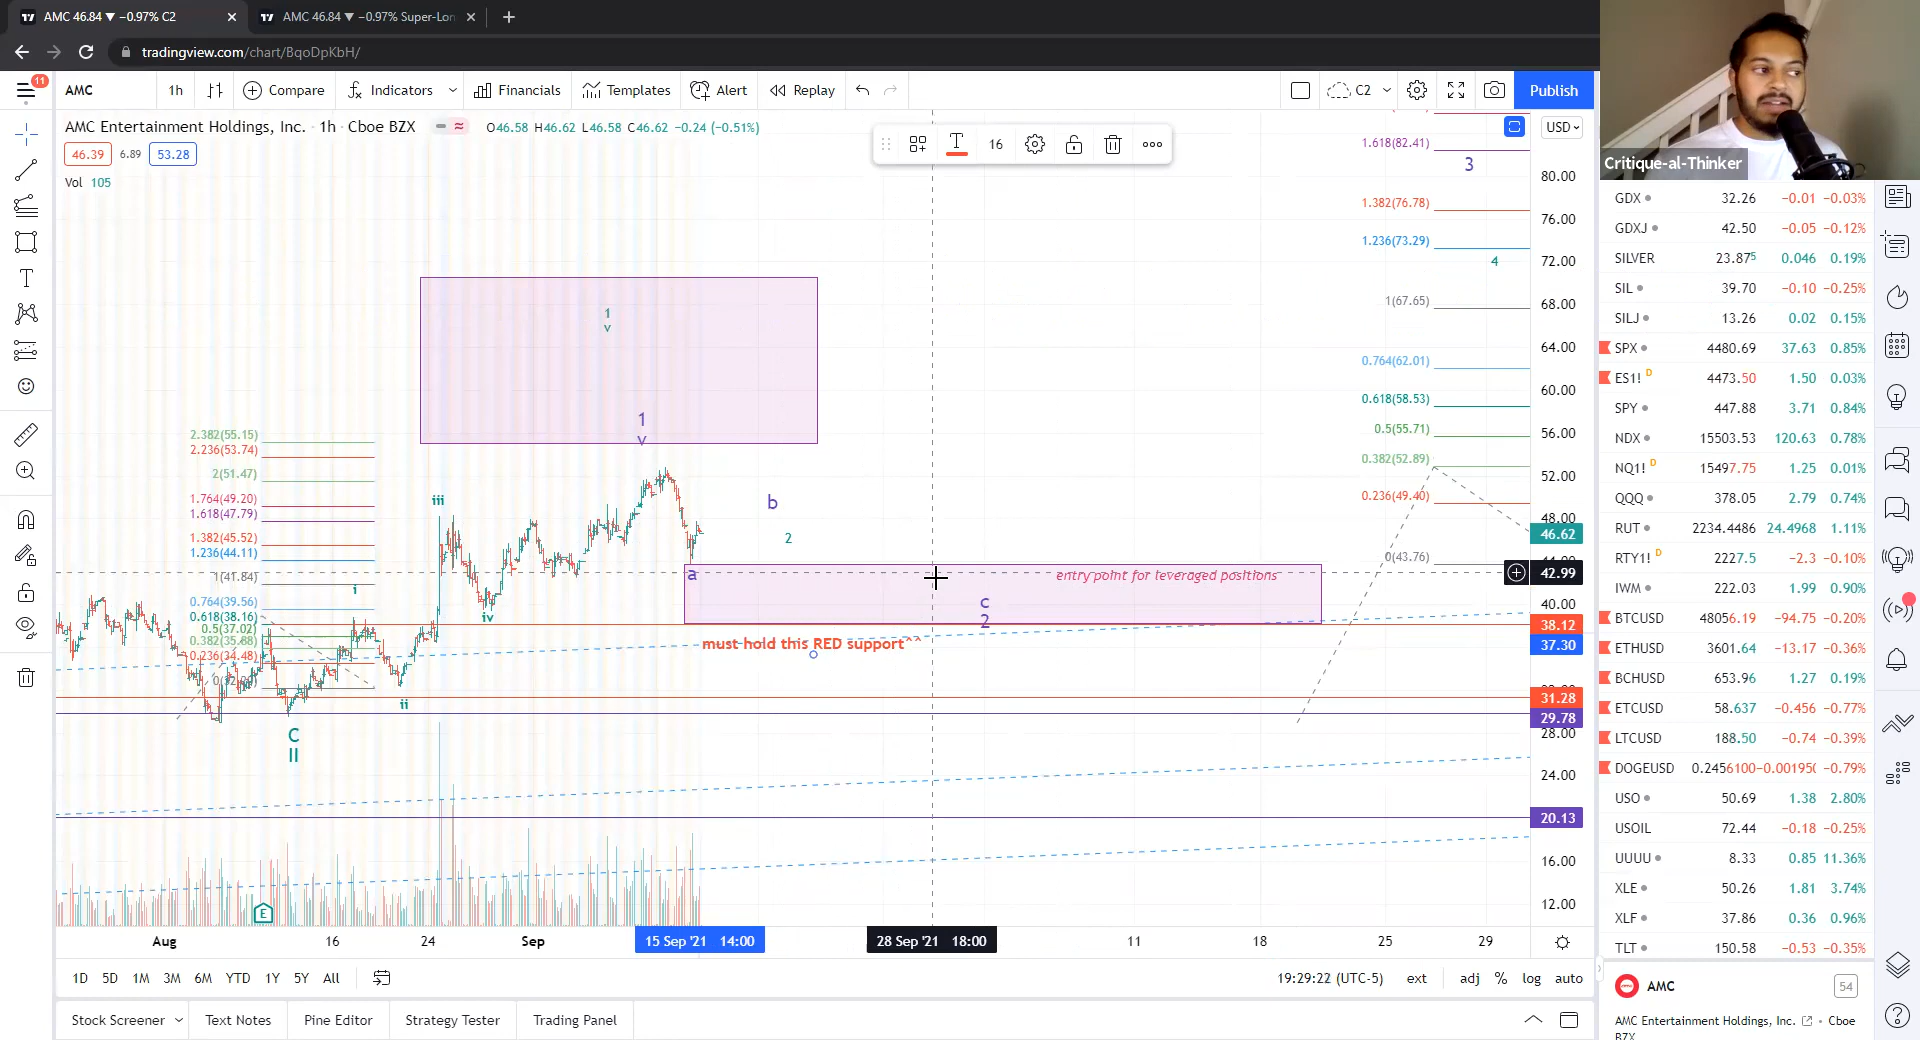 AMC 46.84 ▼ −0.97% C2
AMC 46.84 ▼ −0.97% Super-Lon
tradingview.com/chart/BqoDpKbH/
11
AMC
1h
Compare
Indicators
Financials
Templates
Alert
Replay
C2
Publish
AMC Entertainment Holdings, Inc. · 1h · Cboe BZX
O46.58 H46.62 L46.58 C46.62 −0.24 (−0.51%)
46.39 6.89 53.28
Vol 105
16
USD
Critique-al-Thinker
1.618(82.41)
3
1.382(76.78)
1.236(73.29)
4
1(67.65)
0.764(62.01)
0.618(58.53)
0.5(55.71)
0.382(52.89)
0.236(49.40)
0(43.76)
80.00
76.00
72.00
68.00
64.00
60.00
56.00
52.00
48.00
46.62
42.99
40.00
38.12
37.30
31.28
29.78
28.00
24.00
20.13
16.00
12.00
1
v
1
v
2.382(55.15)
2.236(53.74)
2(51.47)
1.764(49.20)
1.618(47.79)
1.382(45.52)
1.236(44.11)
1(41.84)
0.764(39.56)
0.618(38.16)
0.5(37.02)
0.382(35.88)
0.236(34.48)
iii
b
2
a
i
iv
entry point for leveraged positions
c
2
must-hold this RED support^^
ii
C
II
E
Aug 16 24 Sep 15 Sep '21 14:00 28 Sep '21 18:00 11 18 25 29
1D 5D 1M 3M 6M YTD 1Y 5Y All
19:29:22 (UTC-5) ext adj % log auto
Stock Screener Text Notes Pine Editor Strategy Tester Trading Panel
GDX 32.26 −0.01 −0.03%
GDXJ 42.50 −0.05 −0.12%
SILVER 23.875 0.046 0.19%
SIL 39.70 −0.10 −0.25%
SILJ 13.26 0.02 0.15%
SPX 4480.69 37.63 0.85%
ES1! D 4473.50 1.50 0.03%
SPY 447.88 3.71 0.84%
NDX 15503.53 120.63 0.78%
NQ1! D 15497.75 1.25 0.01%
QQQ 378.05 2.79 0.74%
RUT 2234.4486 24.4968 1.11%
RTY1! D 2227.5 −2.3 −0.10%
IWM 223.06 1.99 0.90%
BTCUSD 48056.19 −94.75 −0.20%
ETHUSD 3601.64 −13.17 −0.36%
BCHUSD 653.96 1.27 0.19%
ETCUSD 58.637 −0.456 −0.77%
LTCUSD 188.50 −0.74 −0.39%
DOGEUSD 0.2456100 −0.001950 −0.79%
USO 50.69 1.38 2.80%
USOIL 72.44 −0.18 −0.25%
UUUU 8.33 0.85 11.36%
XLE 50.26 1.81 3.74%
XLF 37.86 0.36 0.96%
TLT 150.58 −0.53 −0.35%
AMC 54
AMC Entertainment Holdings, Inc. • Cboe
BZX